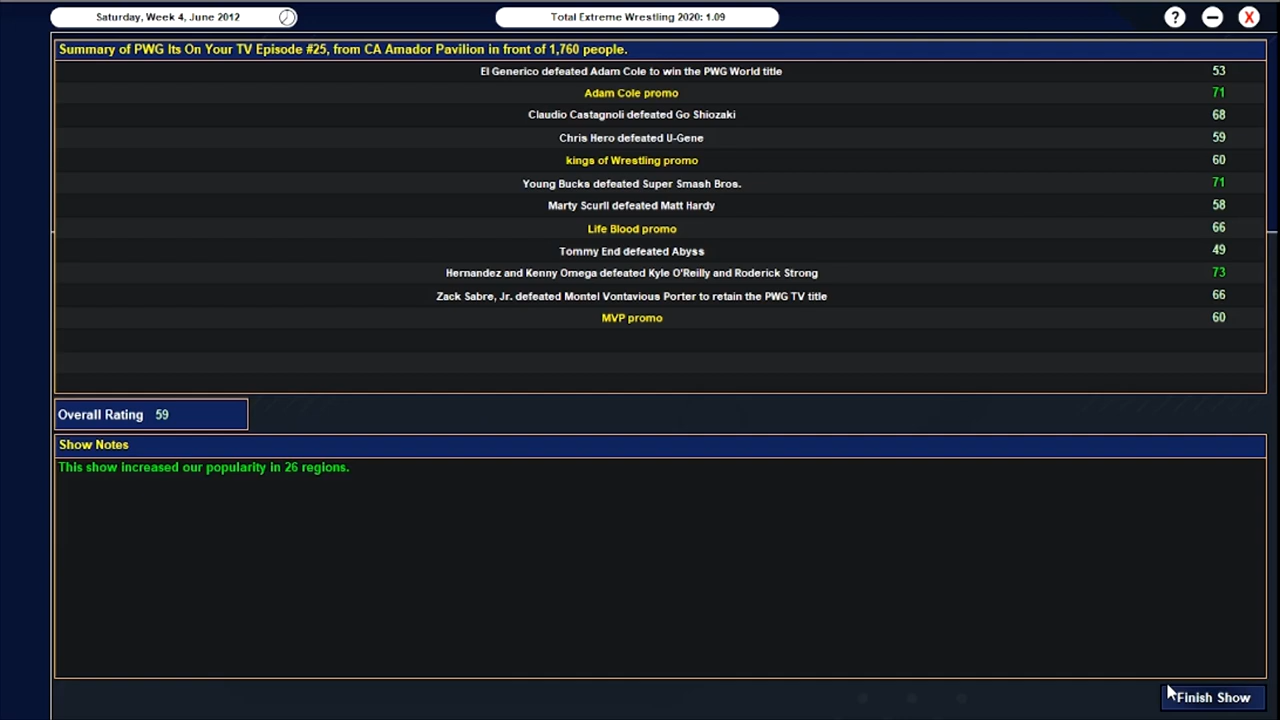 Saturday, Week 4, June 2012
Total Extreme Wrestling 2020: 1.09
? X
Summary of PWG Its On Your TV Episode #25, from CA Amador Pavilion in front of 1,760 people.
El Generico defeated Adam Cole to win the PWG World title 53
Adam Cole promo 71
Claudio Castagnoli defeated Go Shiozaki 68
Chris Hero defeated U-Gene 59
kings of Wrestling promo 60
Young Bucks defeated Super Smash Bros. 71
Marty Scurll defeated Matt Hardy 58
Life Blood promo 66
Tommy End defeated Abyss 49
Hernandez and Kenny Omega defeated Kyle O'Reilly and Roderick Strong 73
Zack Sabre, Jr. defeated Montel Vontavious Porter to retain the PWG TV title 66
MVP promo 60
Overall Rating 59
Show Notes
This show increased our popularity in 26 regions.
Finish Show